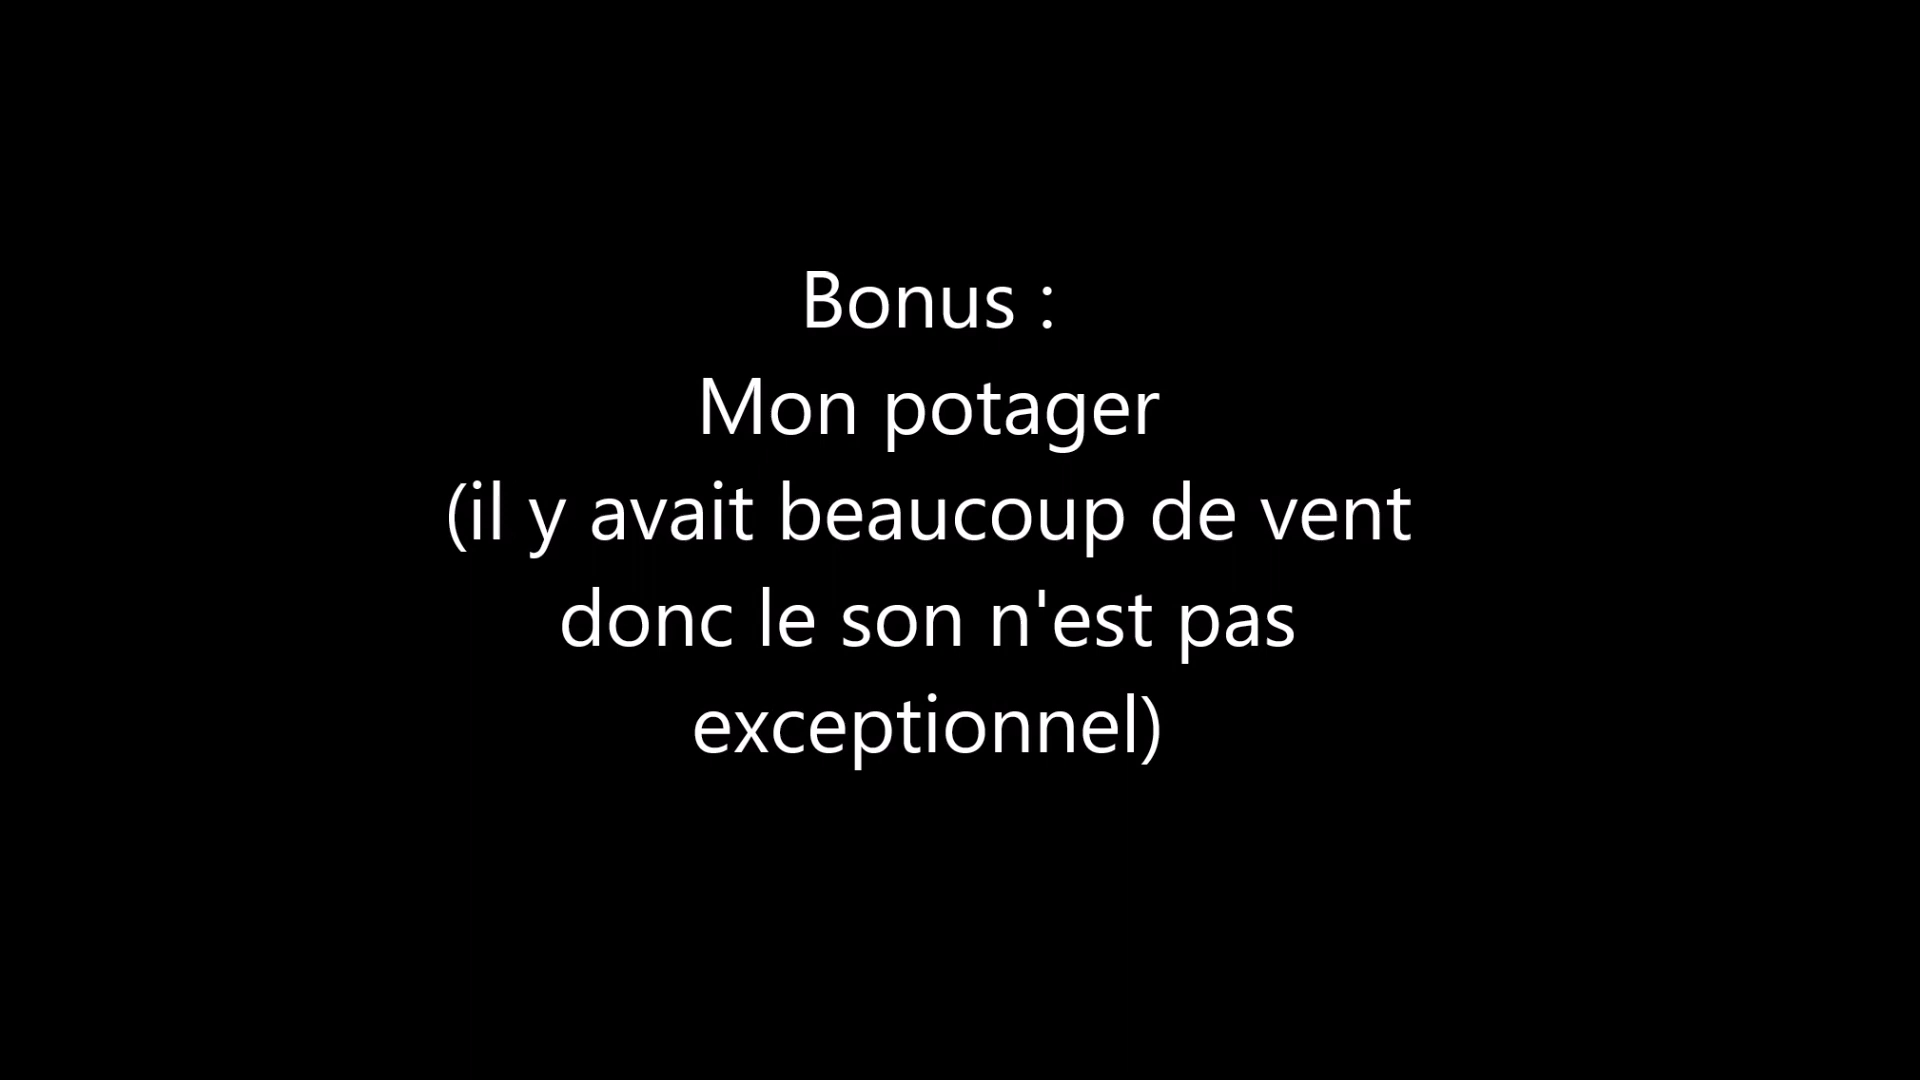 Bonus :
Mon potager
(il y avait beaucoup de vent
donc le son n'est pas
exceptionnel)